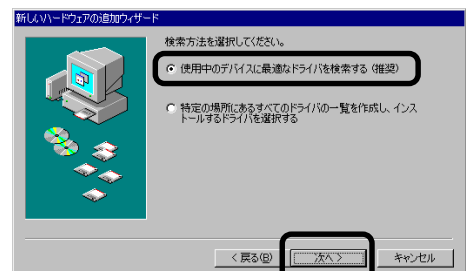 新しいハードウェアの追加ウィザード
検索方法を選択してください。
使用中のデバイスに最適なドライバを検索する (推奨)
特定の場所にあるすべてのドライバの一覧を作成し、インス
トールするドライバを選択する
< 戻る(B)
次へ >
キャンセル